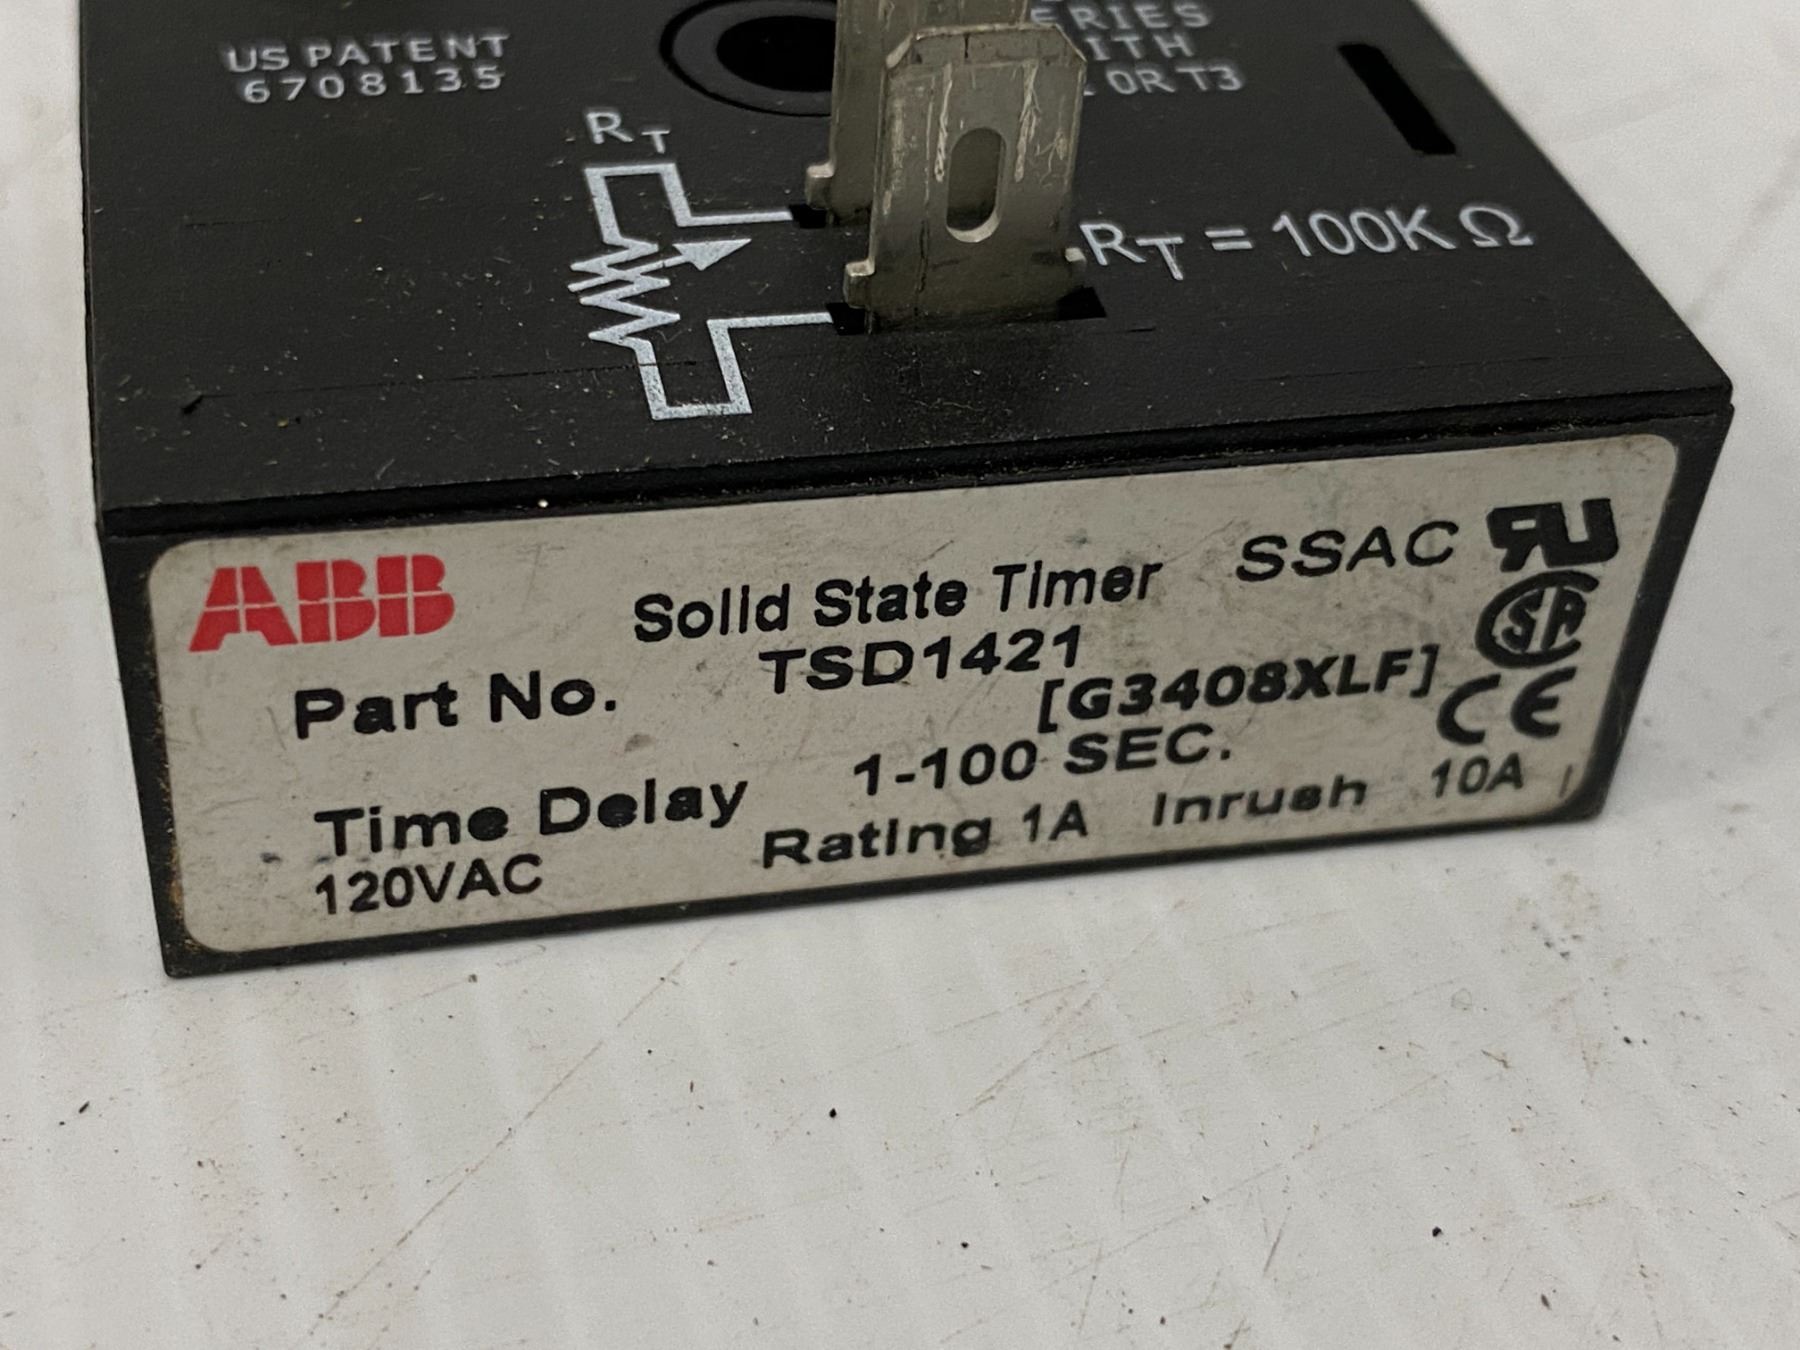 US PATENT
6708135
ERIES
ITH
OR T3
RT
RT = 100K Ω
ABB
Solid State Timer SSAC
Part No. TSD1421
[G3408XLF]
Time Delay 1-100 SEC.
120VAC Rating 1A Inrush 10A